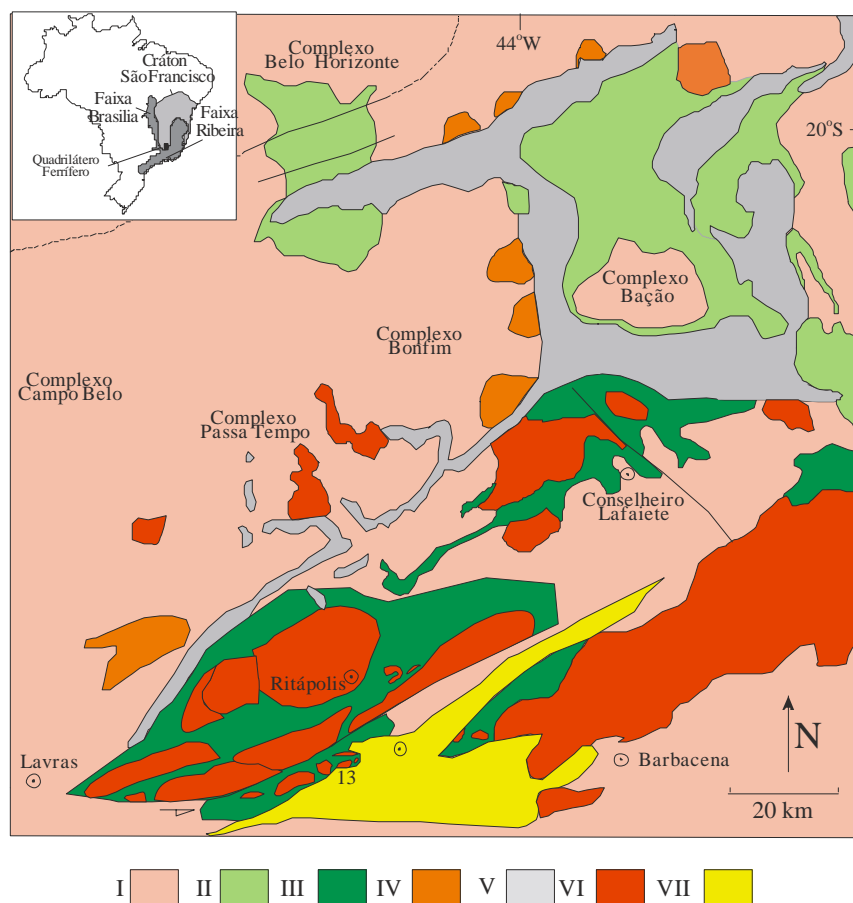 Complexo
Belo Horizonte
44°W
Cráton
São Francisco
Faixa
Brasilia
Faixa
Ribeira
Quadrilátero
Ferrífero
20°S
Complexo
Bação
Complexo
Bonfim
Complexo
Campo Belo
Complexo
Passa Tempo
Conselheiro
Lafaiete
Ritápolis
N
Lavras
Barbacena
13
20 km
I II III IV V VI VII